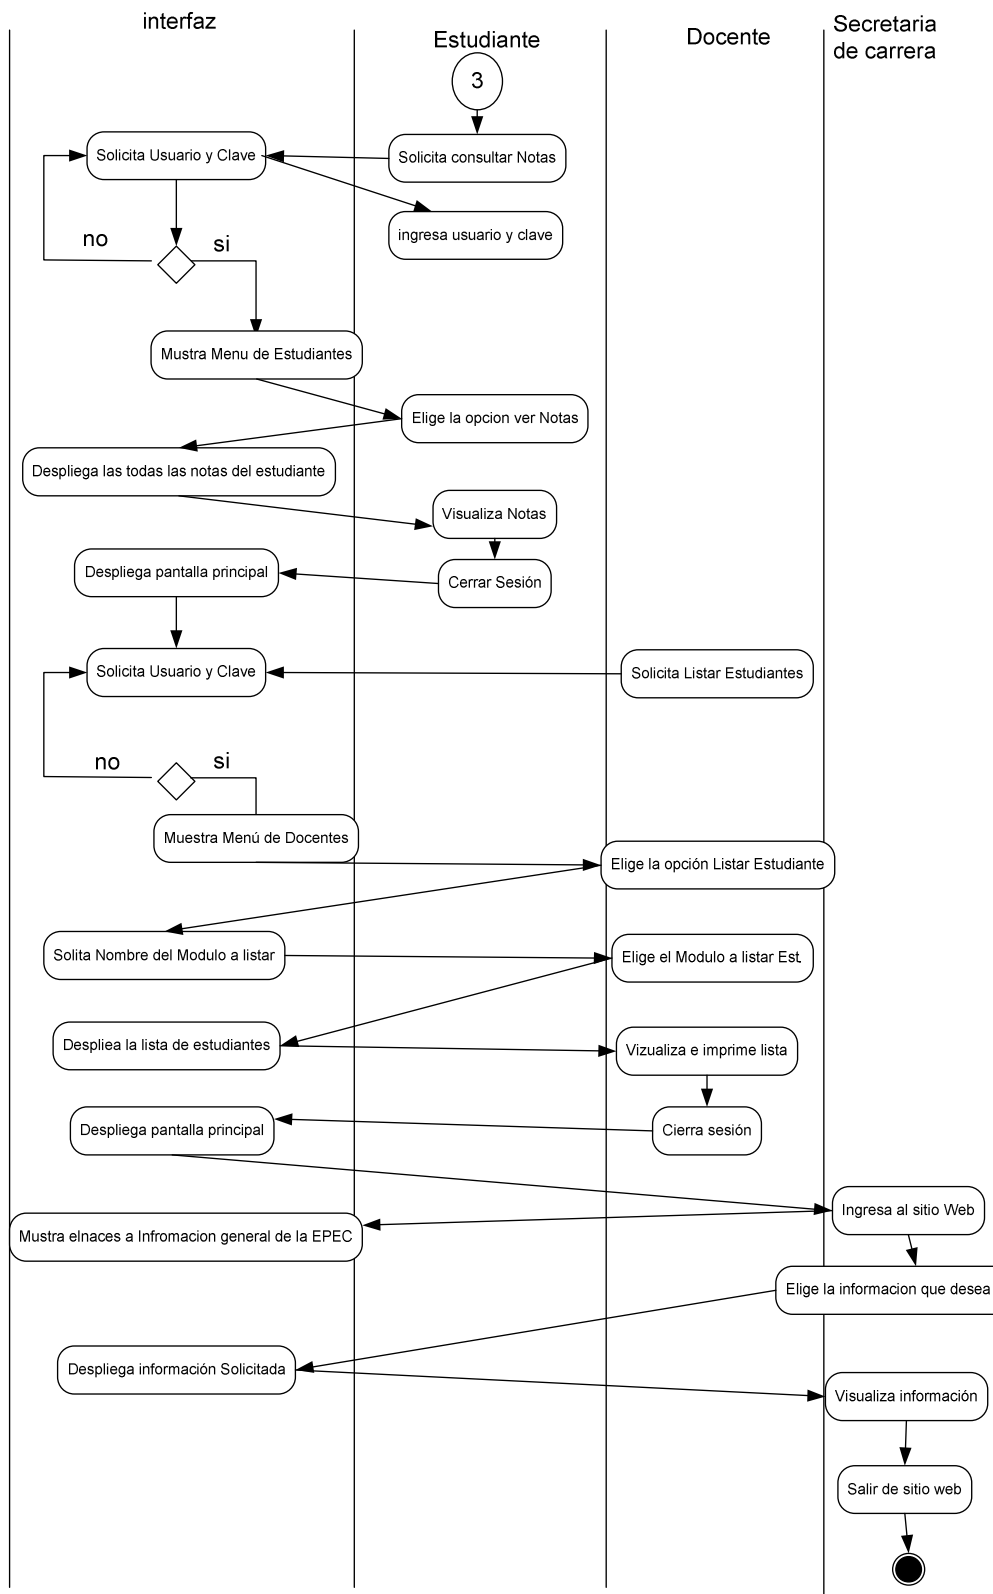 interfaz
Estudiante
Docente
Secretaria
de carrera
3
Solicita Usuario y Clave
Solicita consultar Notas
ingresa usuario y clave
no
si
Mustra Menu de Estudiantes
Elige la opcion ver Notas
Despliega las todas las notas del estudiante
Visualiza Notas
Despliega pantalla principal
Cerrar Sesión
Solicita Usuario y Clave
Solicita Listar Estudiantes
no
si
Muestra Menú de Docentes
Elige la opción Listar Estudiante
Solita Nombre del Modulo a listar
Elige el Modulo a listar Est.
Despliea la lista de estudiantes
Vizualiza e imprime lista
Despliega pantalla principal
Cierra sesión
Ingresa al sitio Web
Mustra elnaces a Infromacion general de la EPEC
Elige la informacion que desea
Despliega información Solicitada
Visualiza información
Salir de sitio web